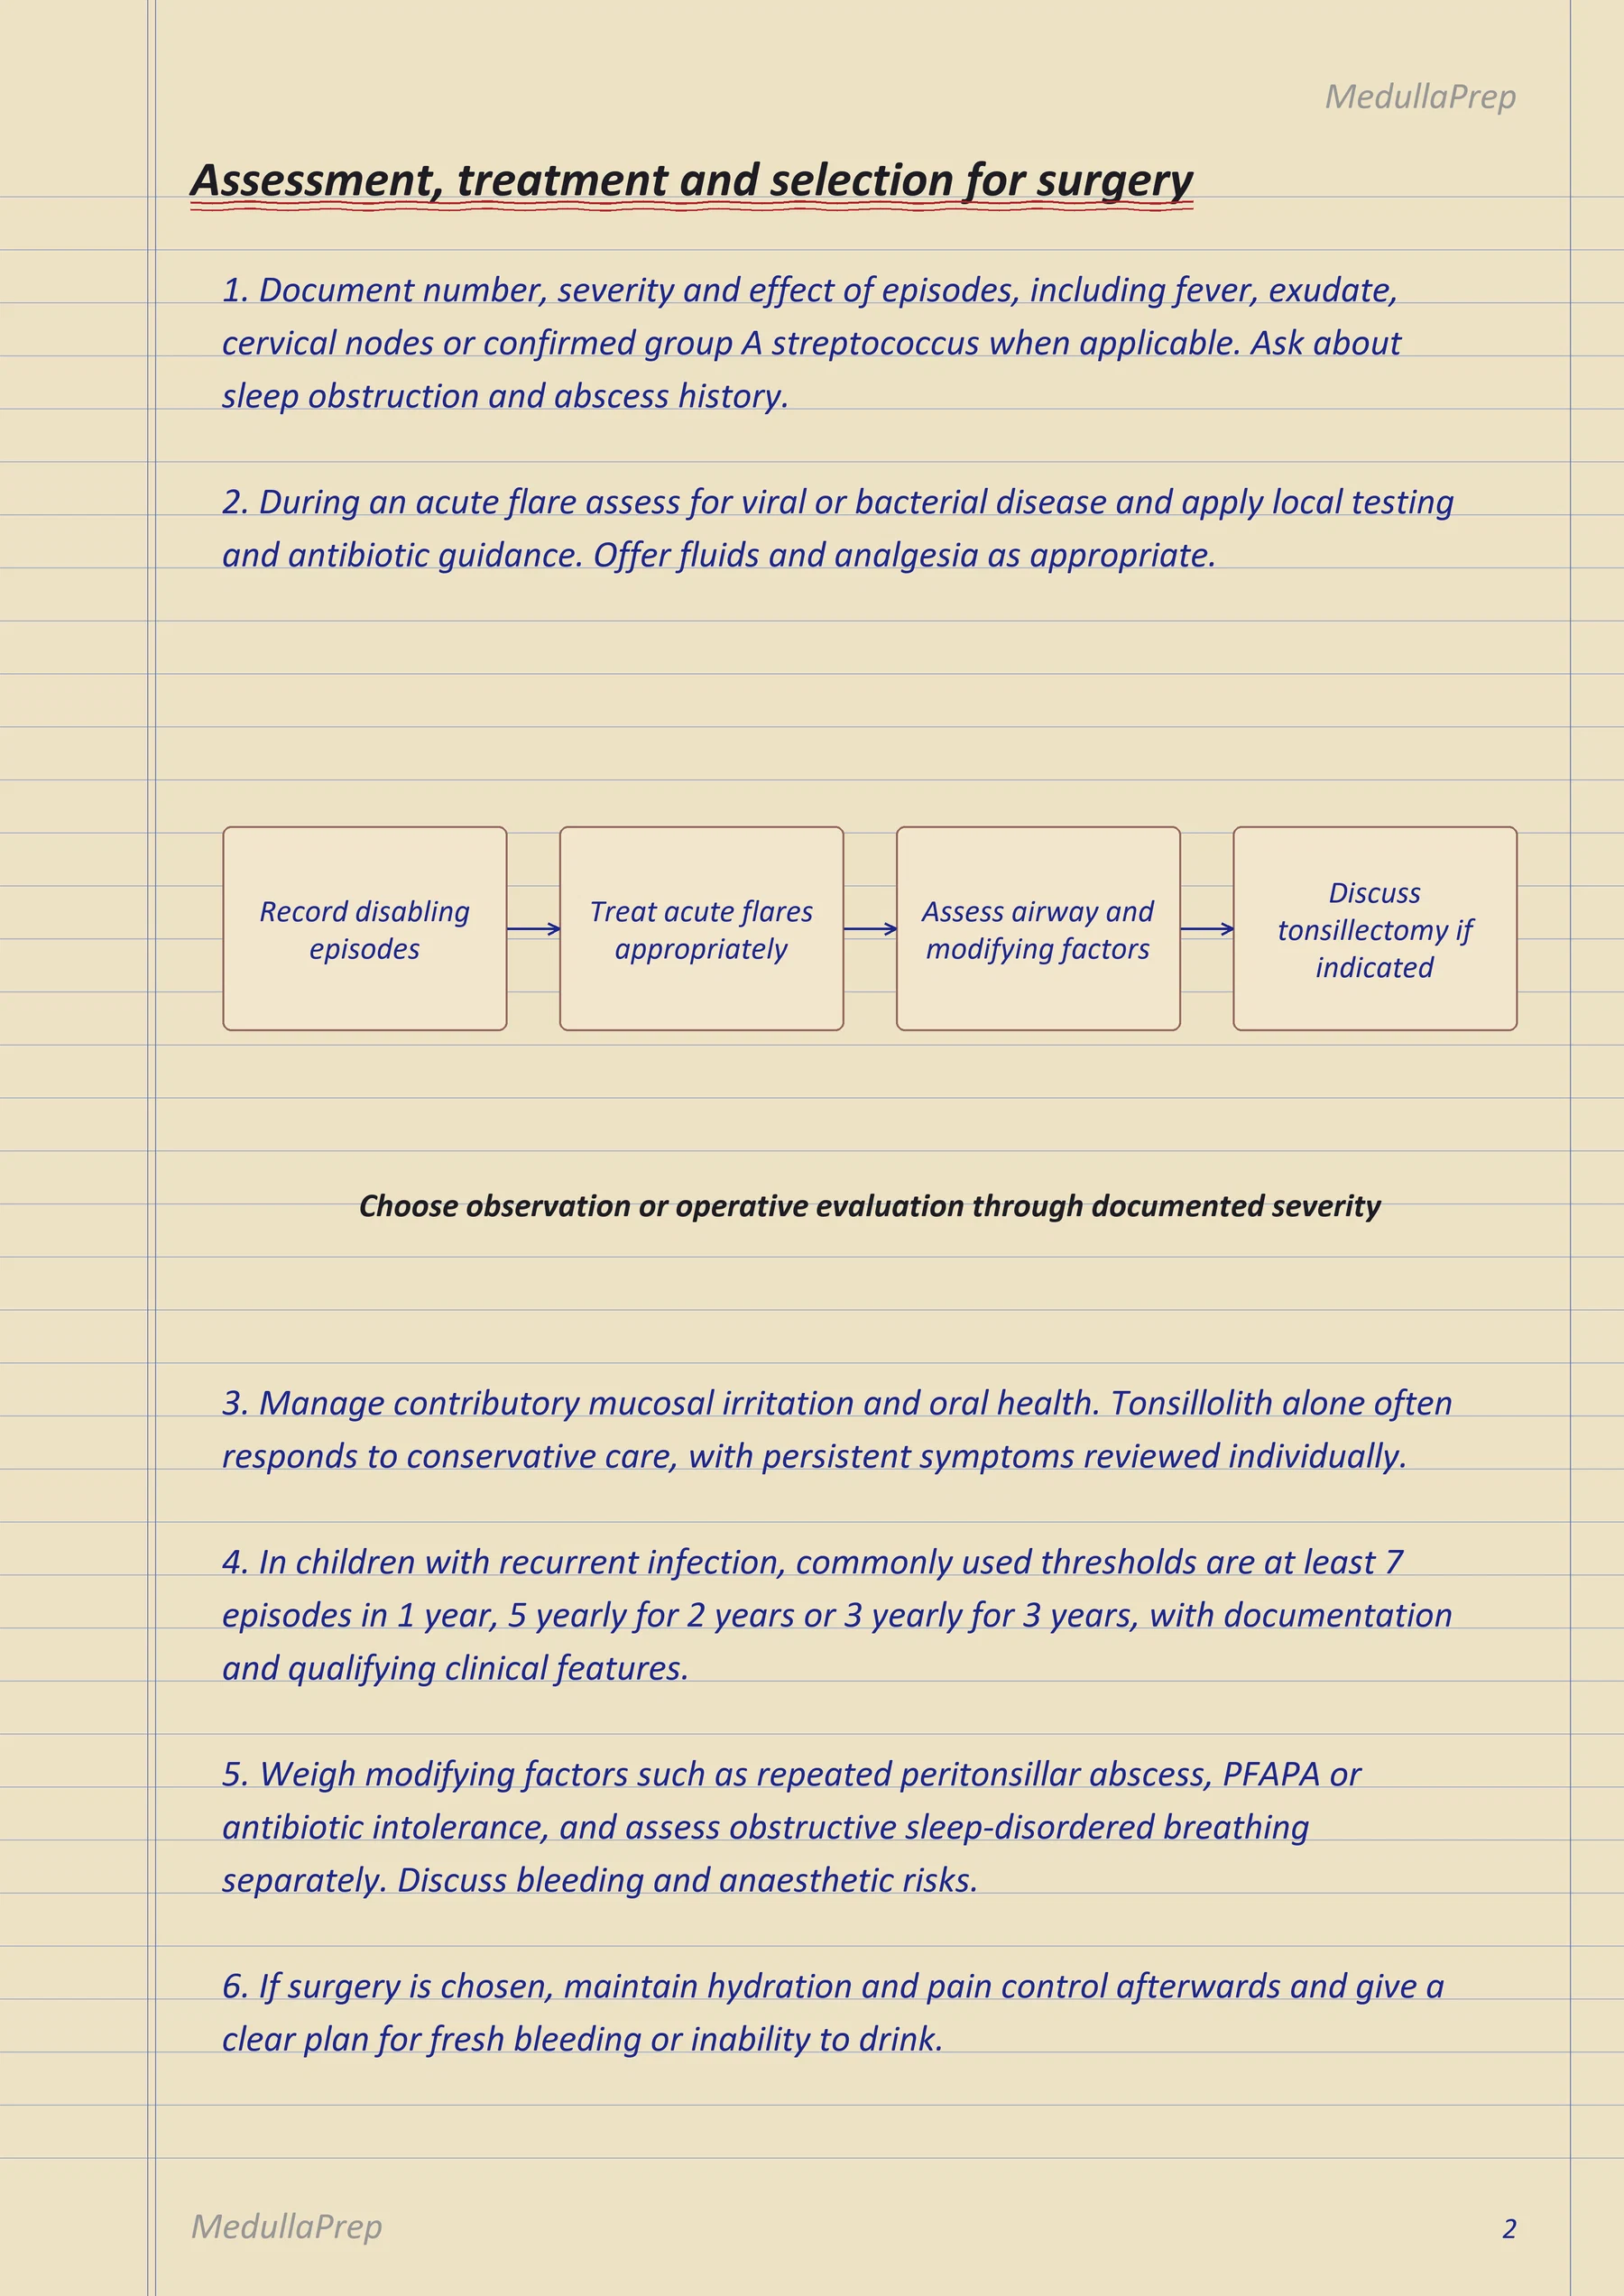 MedullaPrep
Assessment, treatment and selection for surgery
1. Document number, severity and effect of episodes, including fever, exudate,
cervical nodes or confirmed group A streptococcus when applicable. Ask about
sleep obstruction and abscess history.
2. During an acute flare assess for viral or bacterial disease and apply local testing
and antibiotic guidance. Offer fluids and analgesia as appropriate.
Record disabling
episodes
Treat acute flares
appropriately
Assess airway and
modifying factors
Discuss
tonsillectomy if
indicated
Choose observation or operative evaluation through documented severity
3. Manage contributory mucosal irritation and oral health. Tonsillolith alone often
responds to conservative care, with persistent symptoms reviewed individually.
4. In children with recurrent infection, commonly used thresholds are at least 7
episodes in 1 year, 5 yearly for 2 years or 3 yearly for 3 years, with documentation
and qualifying clinical features.
5. Weigh modifying factors such as repeated peritonsillar abscess, PFAPA or
antibiotic intolerance, and assess obstructive sleep-disordered breathing
separately. Discuss bleeding and anaesthetic risks.
6. If surgery is chosen, maintain hydration and pain control afterwards and give a
clear plan for fresh bleeding or inability to drink.
MedullaPrep
2